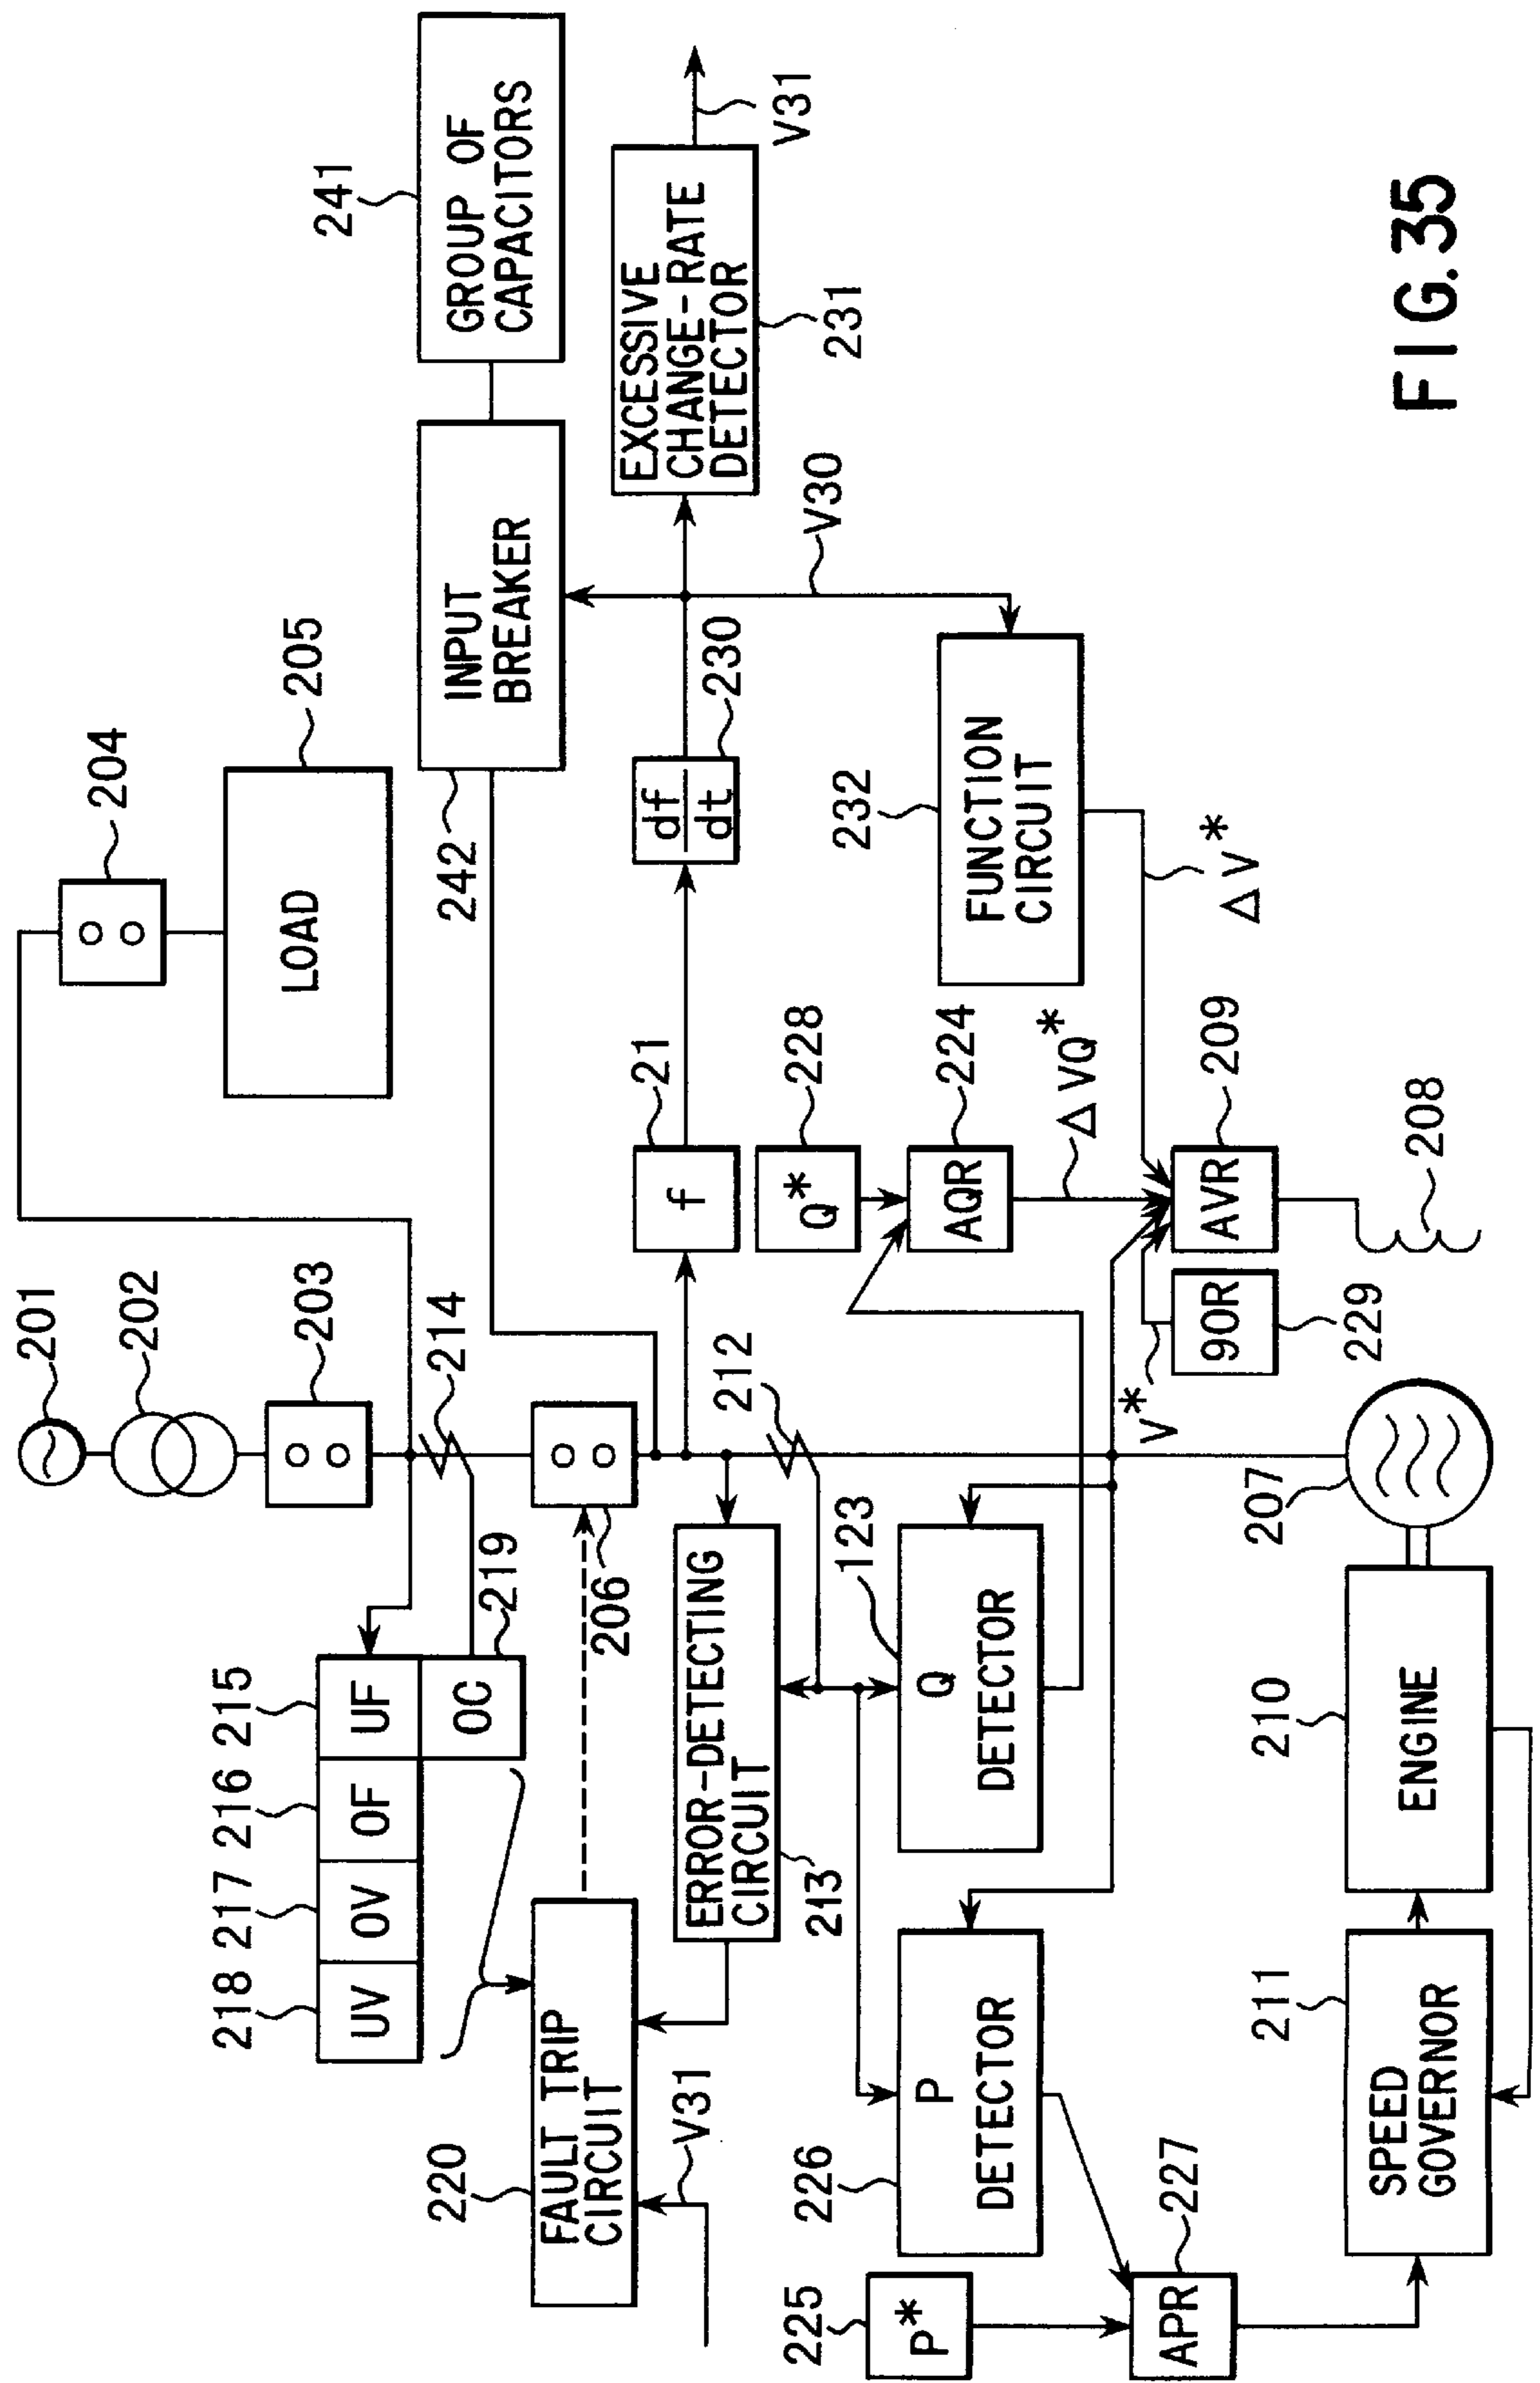 201
202
203
204
LOAD
205
214
218
217
216
215
UV
OV
OF
UF
OC
219
242
INPUT
BREAKER
241
GROUP OF
CAPACITORS
220
FAULT TRIP
CIRCUIT
V31
206
ERROR-DETECTING
CIRCUIT
213
212
f
21
df
dt
230
EXCESSIVE
CHANGE-RATE
DETECTOR
231
V31
V30
225
P*
226
P
DETECTOR
123
Q
DETECTOR
Q*
228
AQR
224
ΔVQ*
232
FUNCTION
CIRCUIT
ΔV*
APR
227
V*
90R
229
AVR
209
208
207
211
SPEED
GOVERNOR
210
ENGINE
FIG. 35